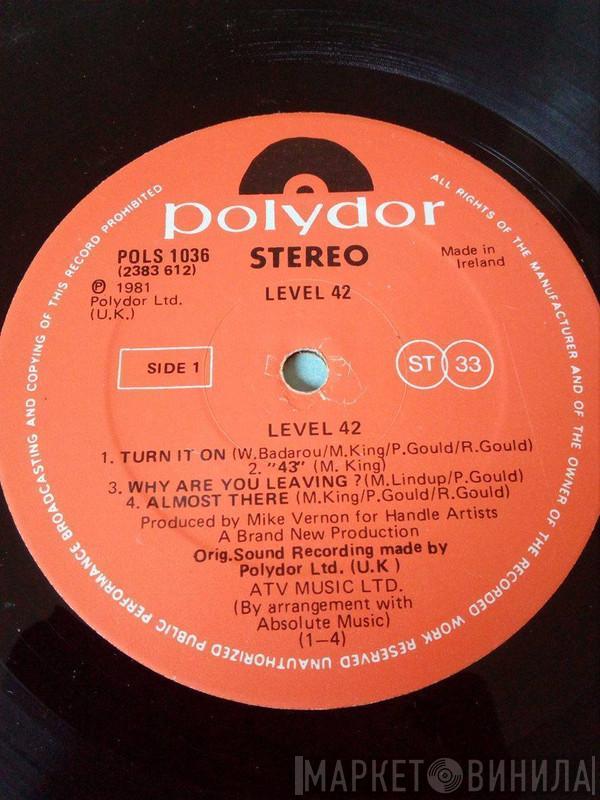 polydor
POLS 1036
(2383 612)
℗ 1981
Polydor Ltd.
(U.K.)
STEREO
LEVEL 42
Made in
Ireland
SIDE 1
ST 33
LEVEL 42
1. TURN IT ON (W.Badarou/M.King/P.Gould/R.Gould)
2. "43" (M. King)
3. WHY ARE YOU LEAVING ?(M.Lindup/P.Gould)
4. ALMOST THERE (M.King/P.Gould/R.Gould)
Produced by Mike Vernon for Handle Artists
A Brand New Production
Orig.Sound Recording made by
Polydor Ltd. (U.K )
ATV MUSIC LTD.
(By arrangement with
Absolute Music)
(1—4)
ALL RIGHTS OF THE MANUFACTURER AND OF THE OWNER OF THE RECORDED WORK RESERVED UNAUTHORIZED PUBLIC PERFORMANCE BROADCASTING AND COPYING OF THIS RECORD PROHIBITED
МАРКЕТ ВИНИЛА